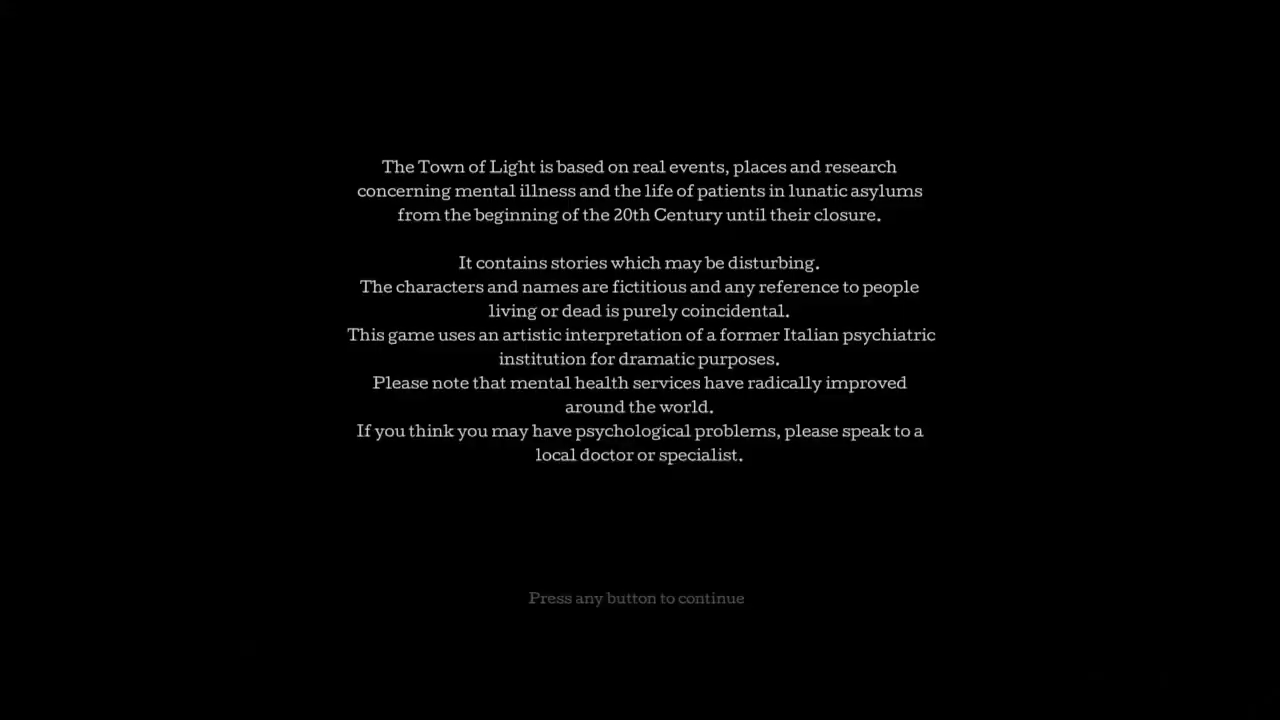 The Town of Light is based on real events, places and research
concerning mental illness and the life of patients in lunatic asylums
from the beginning of the 20th Century until their closure.
It contains stories which may be disturbing.
The characters and names are fictitious and any reference to people
living or dead is purely coincidental.
This game uses an artistic interpretation of a former Italian psychiatric
institution for dramatic purposes.
Please note that mental health services have radically improved
around the world.
If you think you may have psychological problems, please speak to a
local doctor or specialist.
Press any button to continue